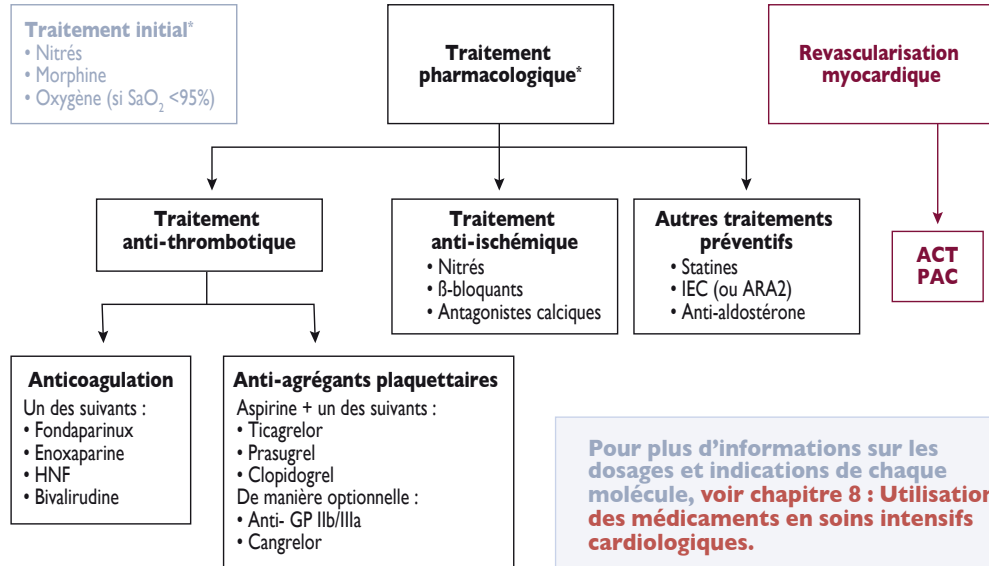 Traitement initial*
• Nitrés
• Morphine
• Oxygène (si SaO₂ <95%)
Traitement
pharmacologique*
Revascularisation
myocardique
Traitement
anti-thrombotique
Traitement
anti-ischémique
• Nitrés
• ß-bloquants
• Antagonistes calciques
Autres traitements
préventifs
• Statines
• IEC (ou ARA2)
• Anti-aldostérone
ACT
PAC
Anticoagulation
Un des suivants :
• Fondaparinux
• Enoxaparine
• HNF
• Bivalirudine
Anti-agrégants plaquettaires
Aspirine + un des suivants :
• Ticagrelor
• Prasugrel
• Clopidogrel
De manière optionnelle :
• Anti- GP IIb/IIIa
• Cangrelor
Pour plus d’informations sur les
dosages et indications de chaque
molécule, voir chapitre 8 : Utilisation
des médicaments en soins intensifs
cardiologiques.